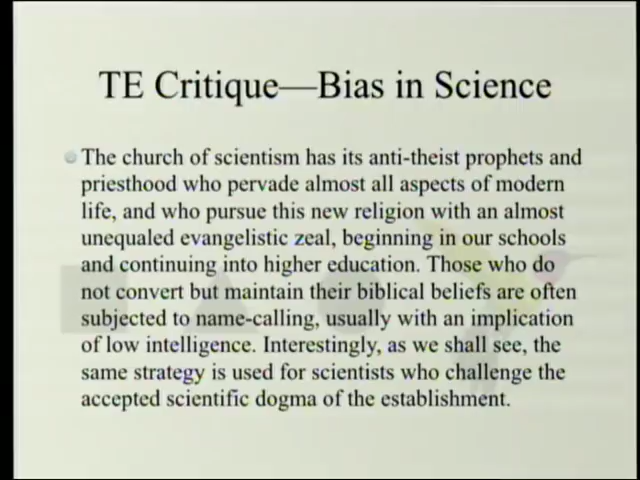 TE Critique—Bias in Science
The church of scientism has its anti-theist prophets and
priesthood who pervade almost all aspects of modern
life, and who pursue this new religion with an almost
unequaled evangelistic zeal, beginning in our schools
and continuing into higher education. Those who do
not convert but maintain their biblical beliefs are often
subjected to name-calling, usually with an implication
of low intelligence. Interestingly, as we shall see, the
same strategy is used for scientists who challenge the
accepted scientific dogma of the establishment.